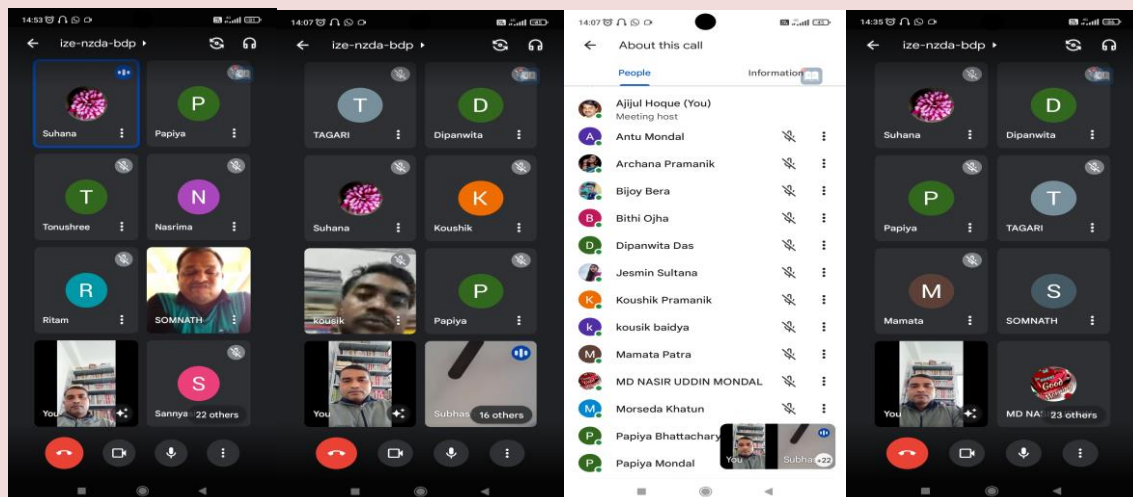 14:53
ize-nzda-bdp
Suhana
P
Papiya
T
Tonushree
N
Nasrima
R
Ritam
SOMNATH
You
S
Sannya
22 others
14:07
ize-nzda-bdp
T
TAGARI
D
Dipanwita
Suhana
K
Koushik
kousik
P
Papiya
You
Subhas
16 others
14:07
About this call
People
Information
Ajijul Hoque (You)
Meeting host
A
Antu Mondal
Archana Pramanik
Bijoy Bera
B
Bithi Ojha
D
Dipanwita Das
Jesmin Sultana
K
Koushik Pramanik
k
kousik baidya
M
Mamata Patra
MD NASIR UDDIN MONDAL
M
Morseda Khatun
P
Papiya Bhattachary
P
Papiya Mondal
You
Subhas
+22
14:35
ize-nzda-bdp
Suhana
D
Dipanwita
P
Papiya
T
TAGARI
M
Mamata
S
SOMNATH
You
Good
MD NA
23 others